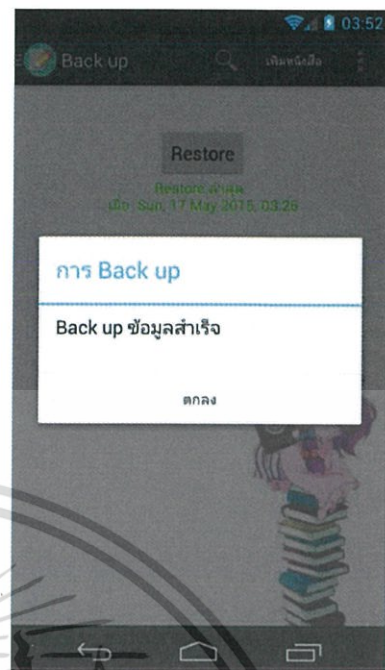 03:52
Back up เพิ่มหนังสือ
Restore
Restore ล่าสุด
เมื่อ Sun, 17 May 2015, 03:26
การ Back up
Back up ข้อมูลสำเร็จ
ตกลง